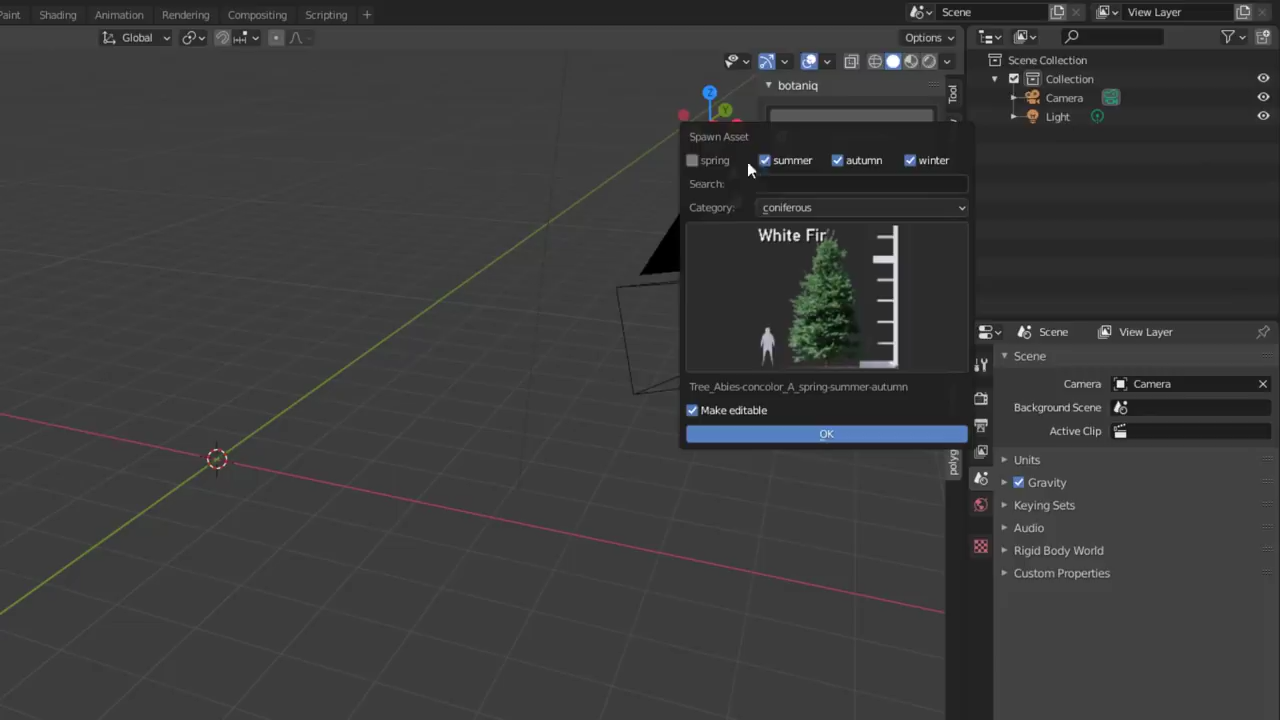 Paint
Shading
Animation
Rendering
Compositing
Scripting
+
Scene
View Layer
Global
Options
Scene Collection
Collection
Camera
Light
botaniq
Tool
Z
Y
Spawn Asset
spring
summer
autumn
winter
Search:
Category:
coniferous
White Fir
Tree_Abies-concolor_A_spring-summer-autumn
Make editable
OK
polyg
Scene
View Layer
Scene
Camera
Camera
Background Scene
Active Clip
Units
Gravity
Keying Sets
Audio
Rigid Body World
Custom Properties